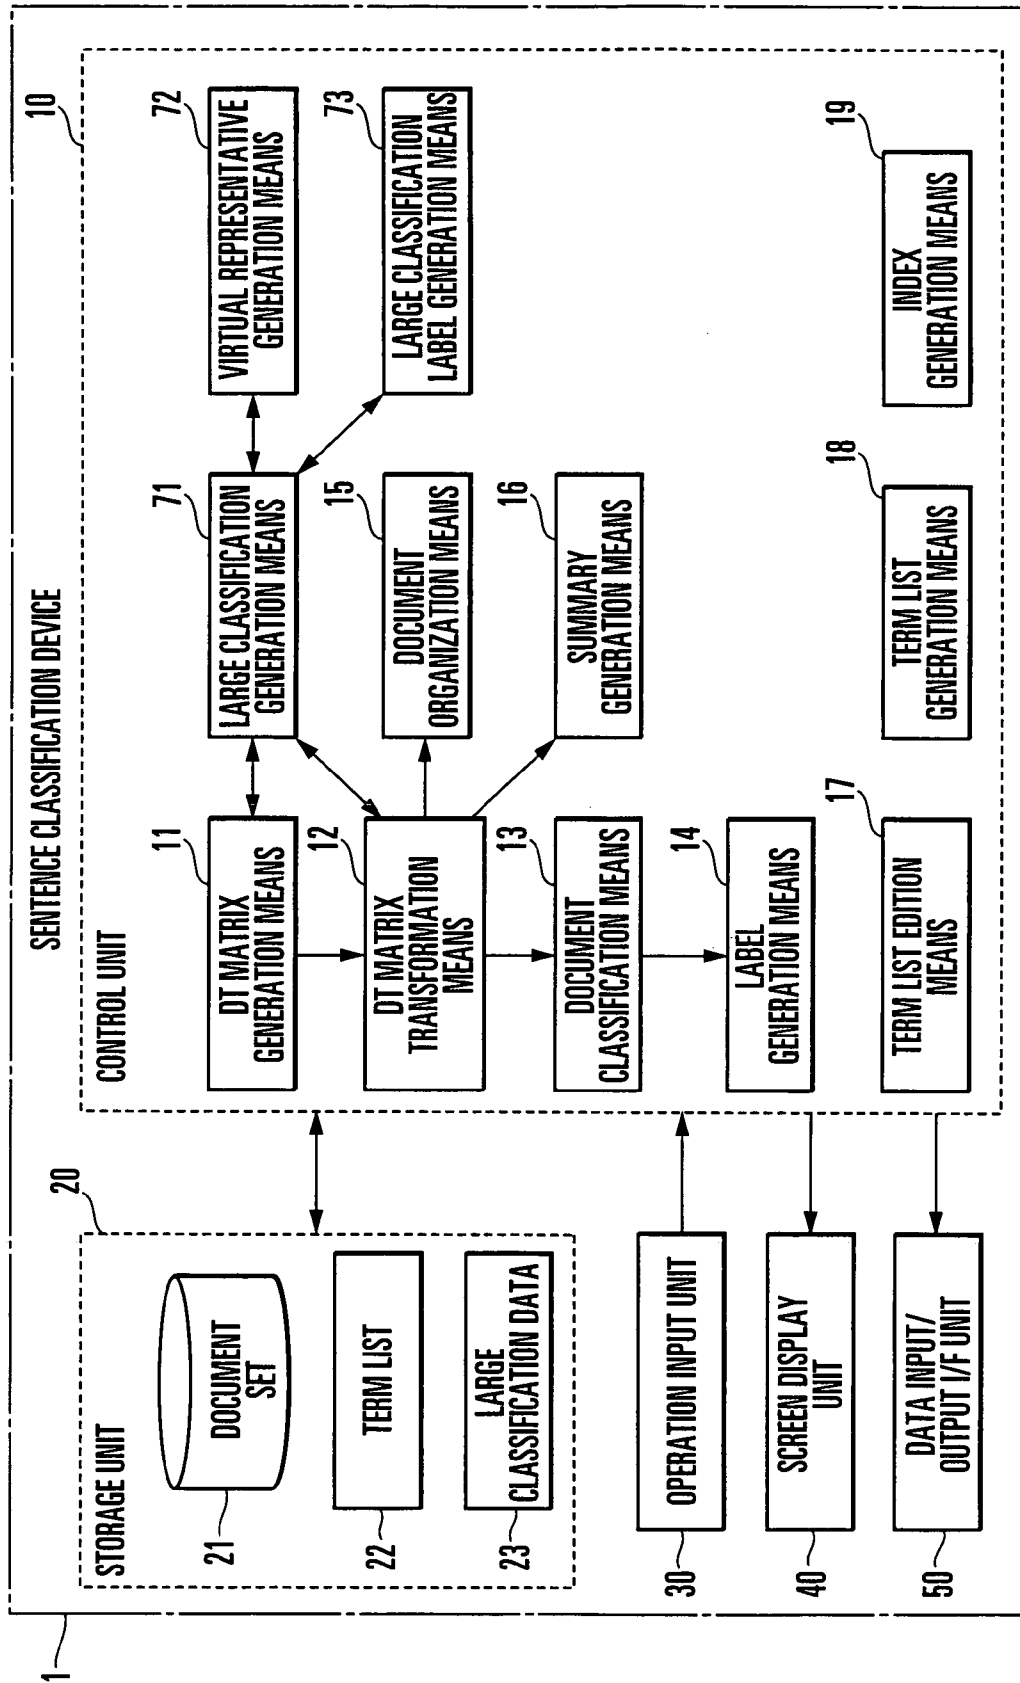 SENTENCE CLASSIFICATION DEVICE
1
STORAGE UNIT
20
21
DOCUMENT
SET
22
TERM LIST
23
LARGE
CLASSIFICATION DATA
30
OPERATION INPUT UNIT
40
SCREEN DISPLAY
UNIT
50
DATA INPUT/
OUTPUT I/F UNIT
CONTROL UNIT
10
11
DT MATRIX
GENERATION MEANS
71
LARGE CLASSIFICATION
GENERATION MEANS
72
VIRTUAL REPRESENTATIVE
GENERATION MEANS
12
DT MATRIX
TRANSFORMATION
MEANS
15
DOCUMENT
ORGANIZATION MEANS
73
LARGE CLASSIFICATION
LABEL GENERATION MEANS
13
DOCUMENT
CLASSIFICATION MEANS
16
SUMMARY
GENERATION MEANS
14
LABEL
GENERATION MEANS
17
TERM LIST EDITION
MEANS
18
TERM LIST
GENERATION MEANS
19
INDEX
GENERATION MEANS